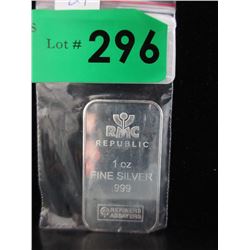 Lot # 296
RMC
REPUBLIC
1 oz
FINE SILVER
999
REFINERS
ASSAYERS